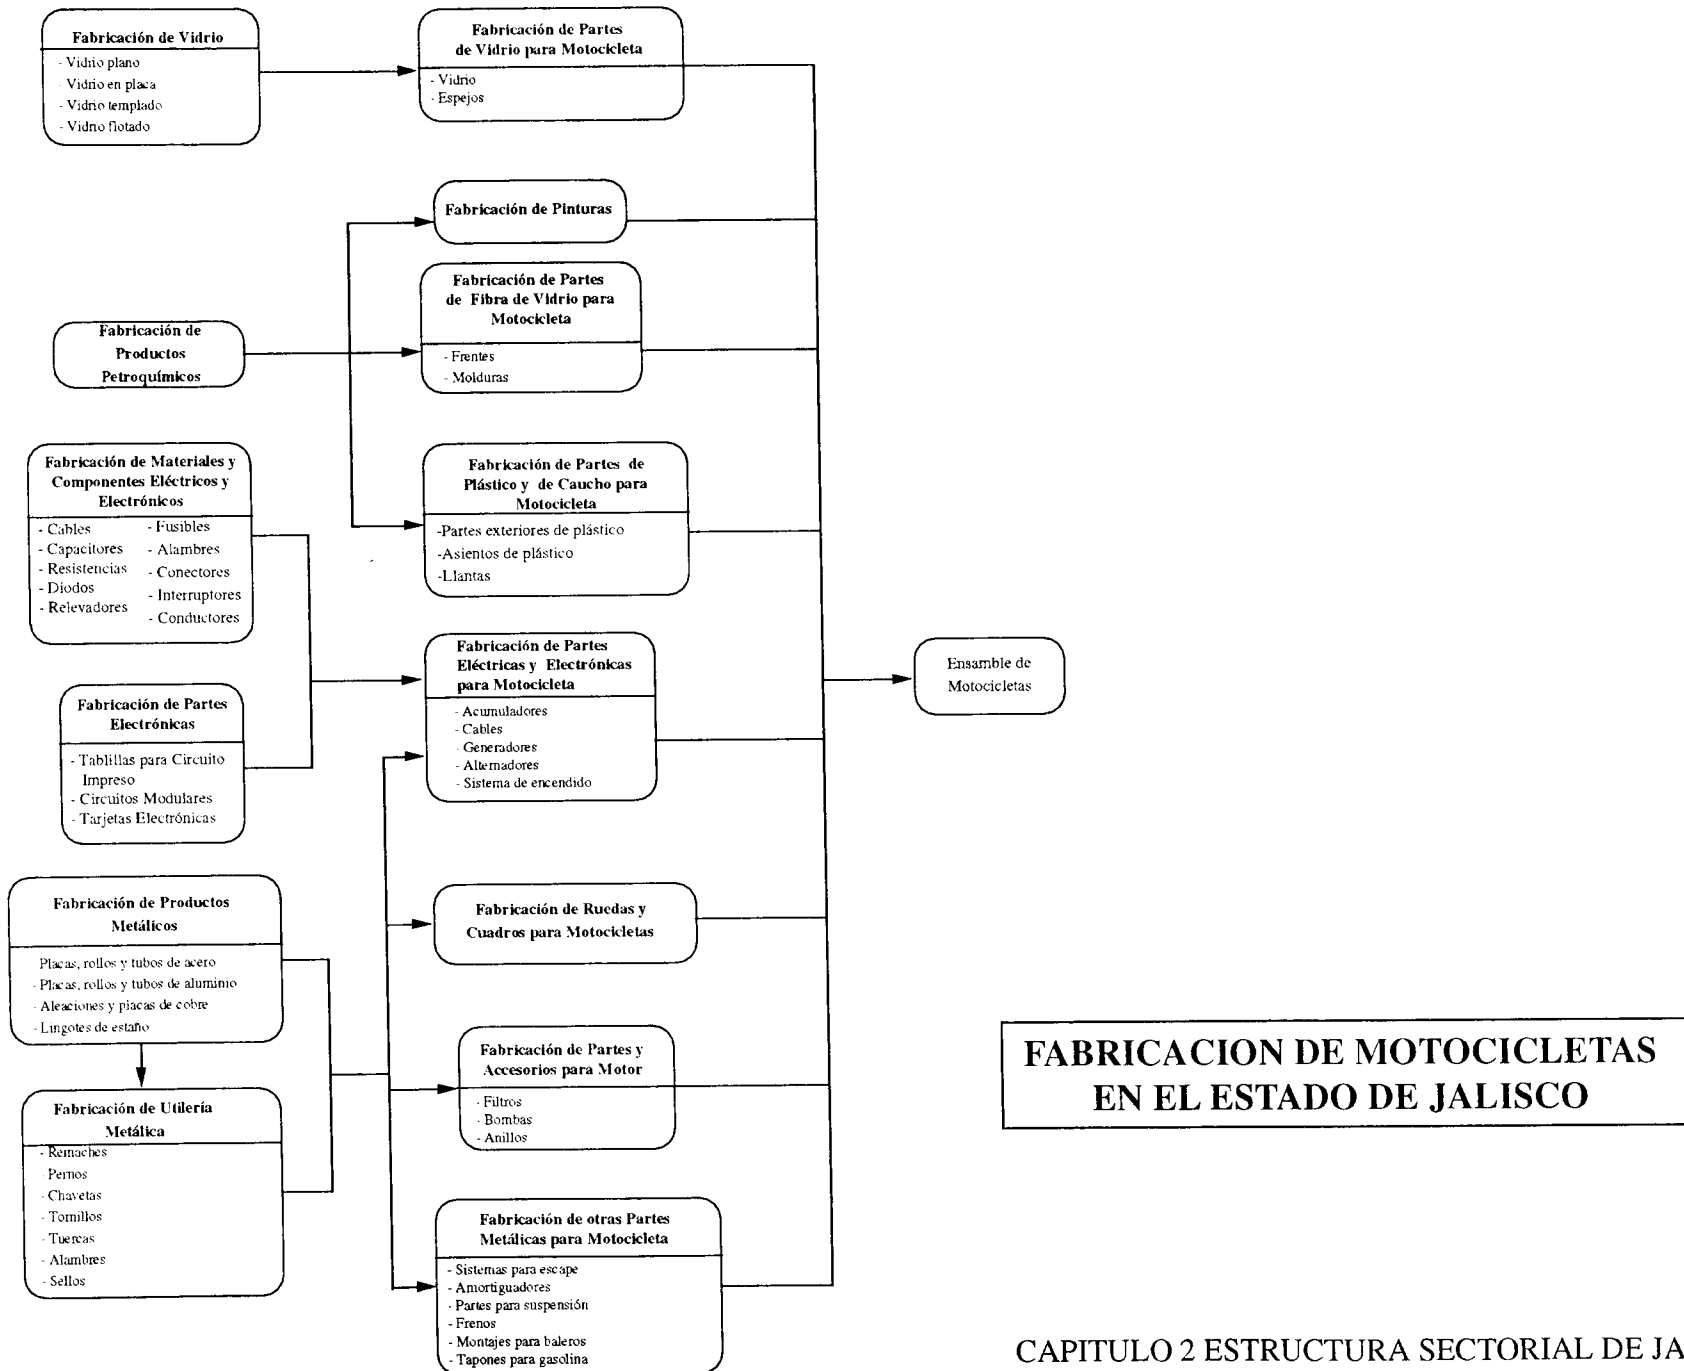 Fabricación de Vidrio
- Vidrio plano
- Vidrio en placa
- Vidrio templado
- Vidrio flotado
Fabricación de Partes
de Vidrio para Motocicleta
- Vidrio
- Espejos
Fabricación de Pinturas
Fabricación de Partes
de Fibra de Vidrio para
Motocicleta
- Frentes
- Molduras
Fabricación de
Productos
Petroquímicos
Fabricación de Materiales y
Componentes Eléctricos y
Electrónicos
- Cables
- Capacitores
- Resistencias
- Diodos
- Relevadores
- Fusibles
- Alambres
- Conectores
- Interruptores
- Conductores
Fabricación de Partes de
Plástico y de Caucho para
Motocicleta
-Partes exteriores de plástico
-Asientos de plástico
-Llantas
Fabricación de Partes
Electrónicas
- Tablillas para Circuito
Impreso
- Circuitos Modulares
- Tarjetas Electrónicas
Fabricación de Partes
Eléctricas y Electrónicas
para Motocicleta
- Acumuladores
- Cables
- Generadores
- Alternadores
- Sistema de encendido
Ensamble de
Motocicletas
Fabricación de Productos
Metálicos
Placas, rollos y tubos de acero
- Placas, rollos y tubos de aluminio
- Aleaciones y placas de cobre
- Lingotes de estaño
Fabricación de Ruedas y
Cuadros para Motocicletas
Fabricación de Utilería
Metálica
- Remaches
- Pernos
- Chavetas
- Tornillos
- Tuercas
- Alambres
- Sellos
Fabricación de Partes y
Accesorios para Motor
- Filtros
- Bombas
- Anillos
Fabricación de otras Partes
Metálicas para Motocicleta
- Sistemas para escape
- Amortiguadores
- Partes para suspensión
- Frenos
- Montajes para baleros
- Tapones para gasolina
FABRICACION DE MOTOCICLETAS
EN EL ESTADO DE JALISCO
CAPITULO 2 ESTRUCTURA SECTORIAL DE JA